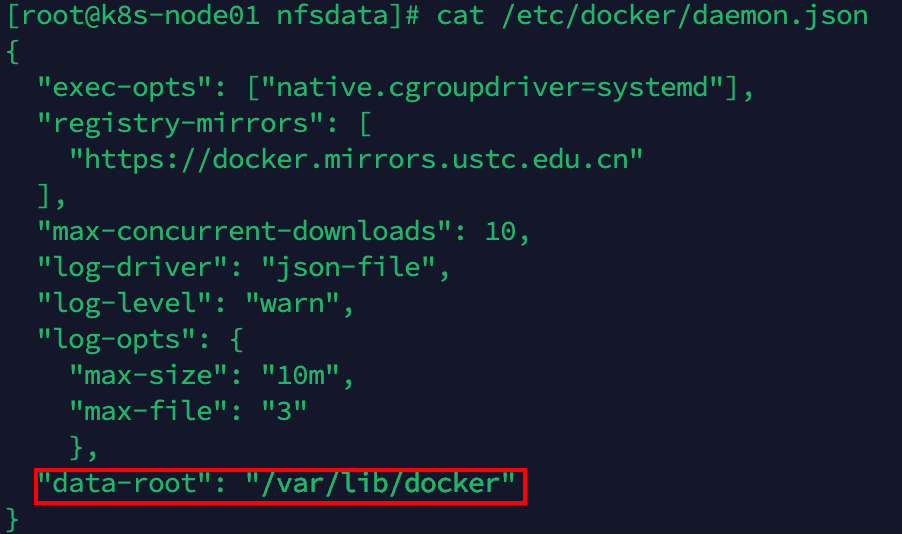 [root@k8s-node01 nfsdata]# cat /etc/docker/daemon.json
{
  "exec-opts": ["native.cgroupdriver=systemd"],
  "registry-mirrors": [
    "https://docker.mirrors.ustc.edu.cn"
  ],
  "max-concurrent-downloads": 10,
  "log-driver": "json-file",
  "log-level": "warn",
  "log-opts": {
    "max-size": "10m",
    "max-file": "3"
    },
  "data-root": "/var/lib/docker"
}